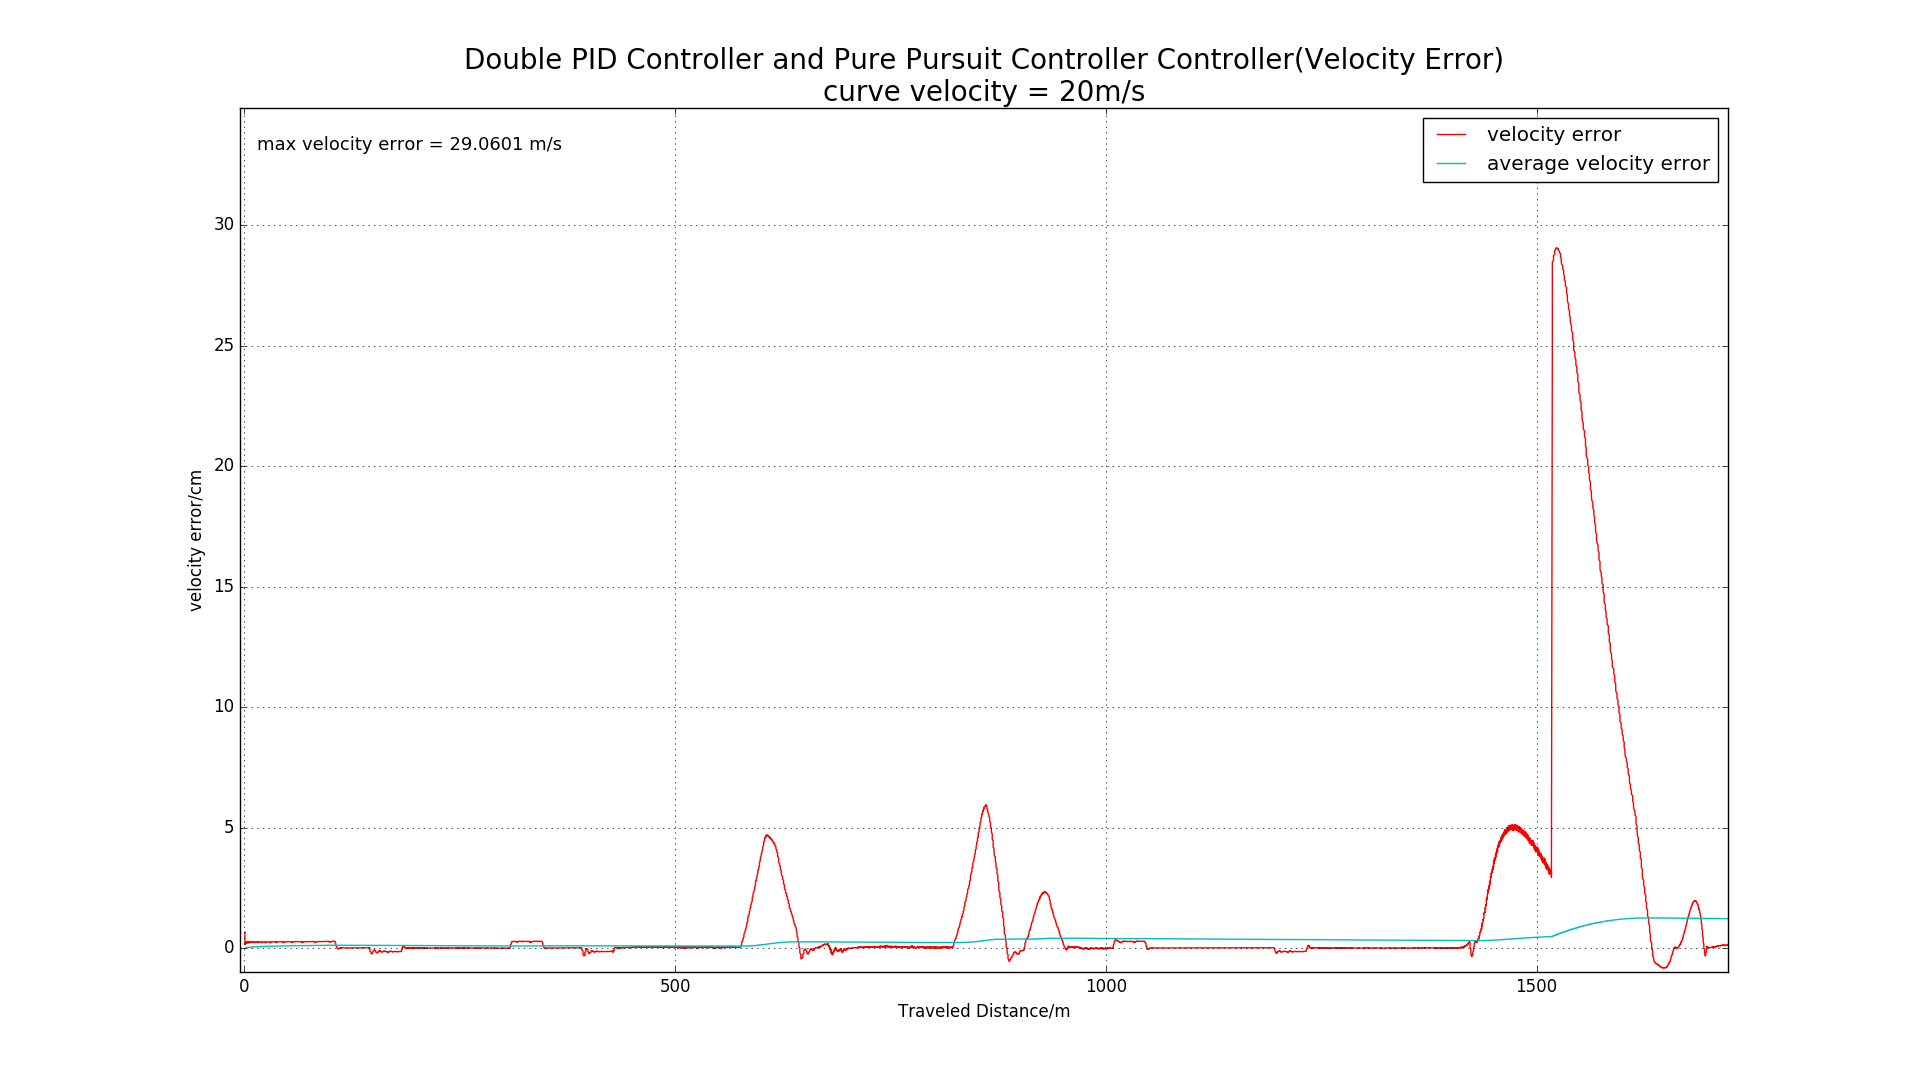 Double PID Controller and Pure Pursuit Controller Controller(Velocity Error)
curve velocity = 20m/s
max velocity error = 29.0601 m/s
velocity error
average velocity error
30
25
20
15
10
5
0
velocity error/cm
0 500 1000 1500
Traveled Distance/m